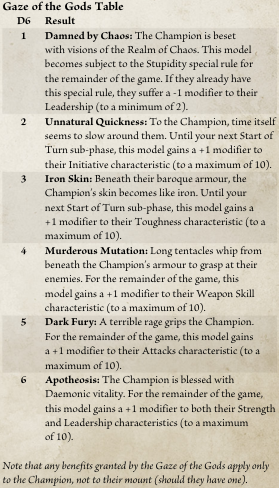 Gaze of the Gods Table
D6 Result
1 Damned by Chaos: The Champion is beset
with visions of the Realm of Chaos. This model
becomes subject to the Stupidity special rule for
the remainder of the game. If they already have
this special rule, they suffer a -1 modifier to their
Leadership (to a minimum of 2).
2 Unnatural Quickness: To the Champion, time itself
seems to slow around them. Until your next Start of
Turn sub-phase, this model gains a +1 modifier to
their Initiative characteristic (to a maximum of 10).
3 Iron Skin: Beneath their baroque armour, the
Champion's skin becomes like iron. Until your
next Start of Turn sub-phase, this model gains a
+1 modifier to their Toughness characteristic (to a
maximum of 10).
4 Murderous Mutation: Long tentacles whip from
beneath the Champion's armour to grasp at their
enemies. For the remainder of the game, this
model gains a +1 modifier to their Weapon Skill
characteristic (to a maximum of 10).
5 Dark Fury: A terrible rage grips the Champion.
For the remainder of the game, this model gains
a +1 modifier to their Attacks characteristic (to a
maximum of 10).
6 Apotheosis: The Champion is blessed with
Daemonic vitality. For the remainder of the game,
this model gains a +1 modifier to both their Strength
and Leadership characteristics (to a maximum
of 10).
Note that any benefits granted by the Gaze of the Gods apply only
to the Champion, not to their mount (should they have one).